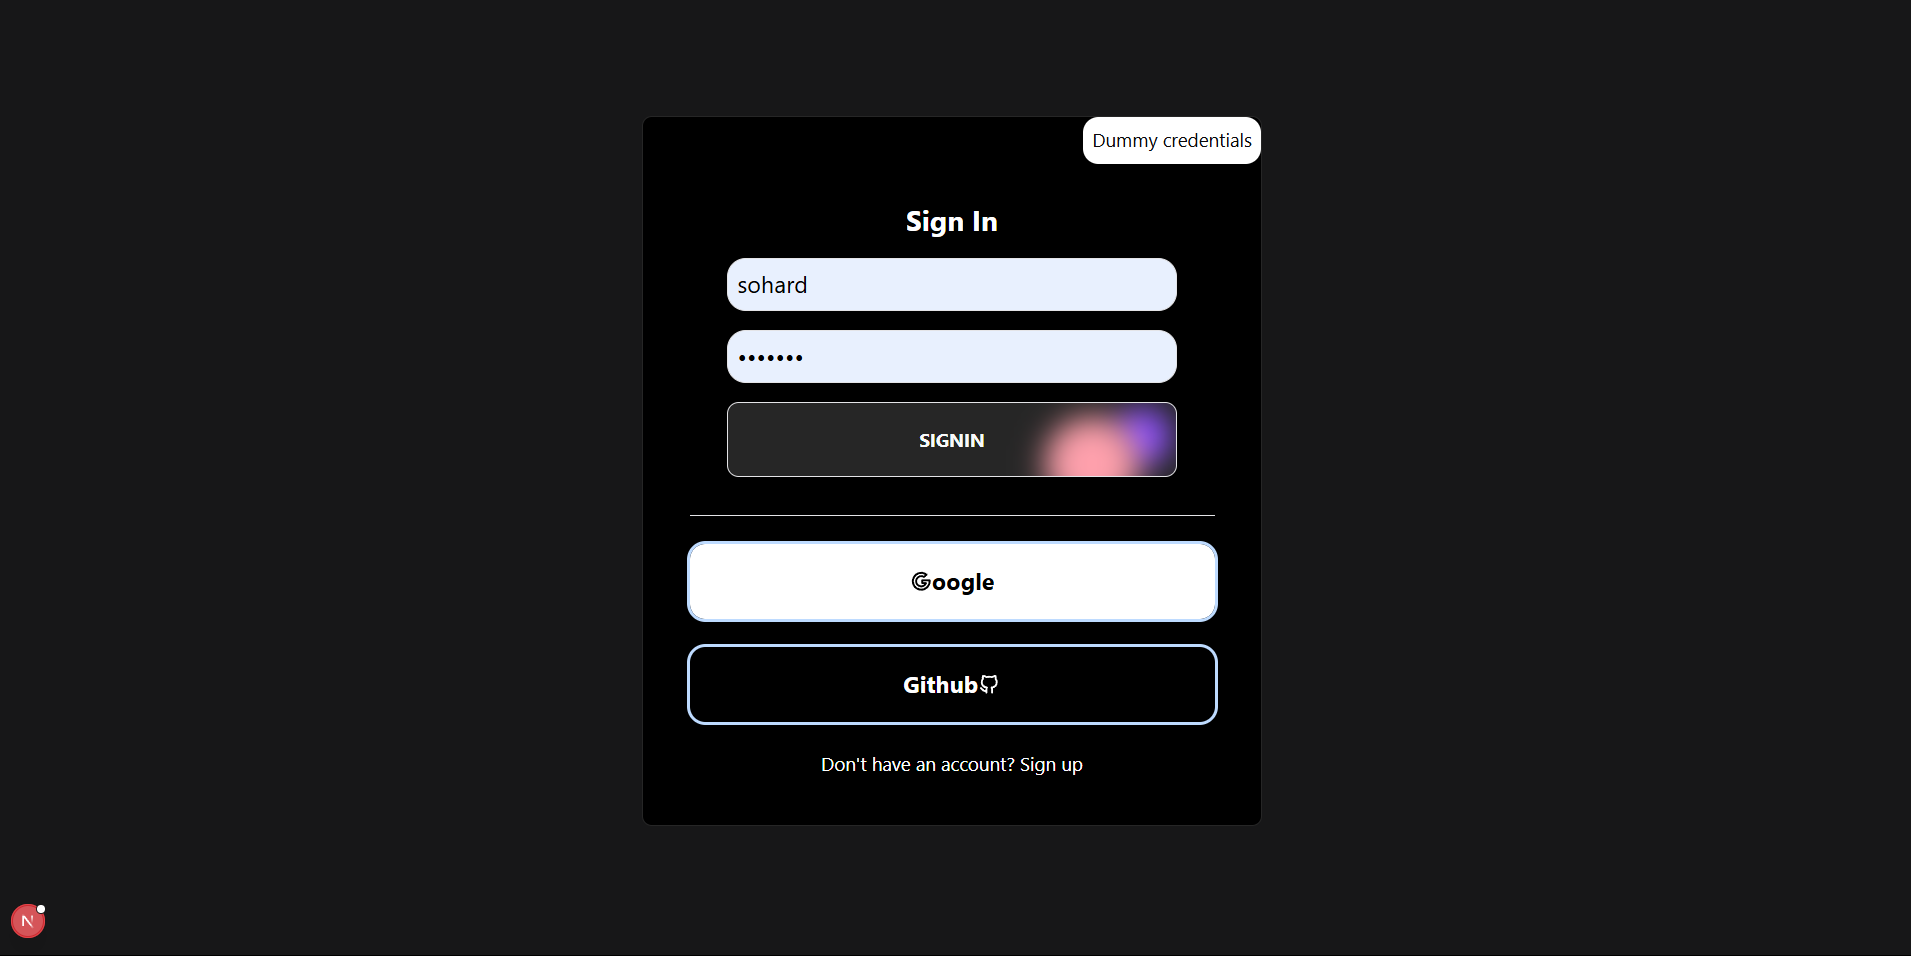 Dummy credentials
Sign In
sohard
•••••••
SIGNIN
Google
Github
Don't have an account? Sign up
N